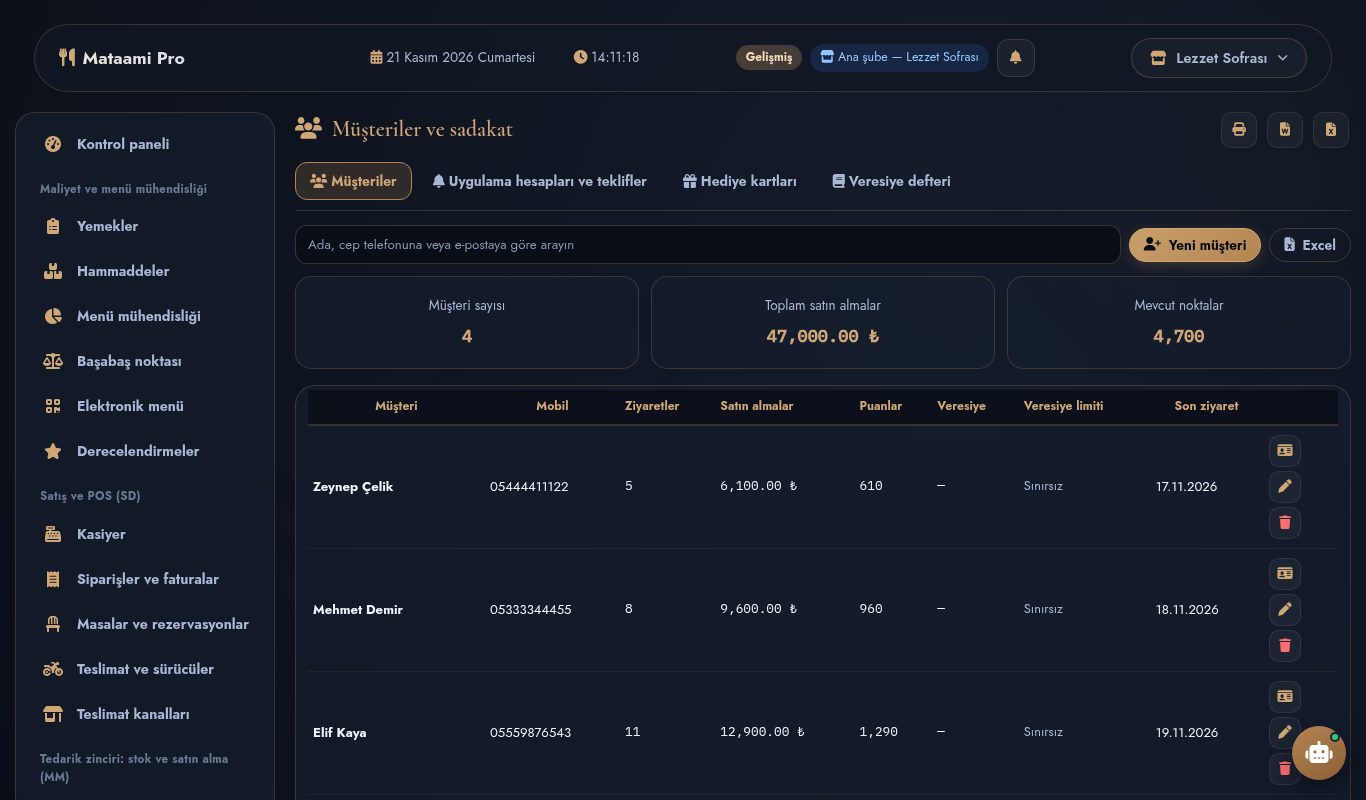 Mataami Pro
21 Kasım 2026 Cumartesi
14:11:18
Gelişmiş
Ana şube — Lezzet Sofrası
Lezzet Sofrası
Kontrol paneli
Maliyet ve menü mühendisliği
Yemekler
Hammaddeler
Menü mühendisliği
Başabaş noktası
Elektronik menü
Derecelendirmeler
Satış ve POS (SD)
Kasiyer
Siparişler ve faturalar
Masalar ve rezervasyonlar
Teslimat ve sürücüler
Teslimat kanalları
Tedarik zinciri: stok ve satın alma
(MM)
Müşteriler ve sadakat
Müşteriler
Uygulama hesapları ve teklifler
Hediye kartları
Veresiye defteri
Ada, cep telefonuna veya e-postaya göre arayın
Yeni müşteri
Excel
Müşteri sayısı
4
Toplam satın almalar
47,000.00 ₺
Mevcut noktalar
4,700
Müşteri Mobil Ziyaretler Satın almalar Puanlar Veresiye Veresiye limiti Son ziyaret
Zeynep Çelik 05444411122 5 6,100.00 ₺ 610 — Sınırsız 17.11.2026
Mehmet Demir 05333344455 8 9,600.00 ₺ 960 — Sınırsız 18.11.2026
Elif Kaya 05559876543 11 12,900.00 ₺ 1,290 — Sınırsız 19.11.2026